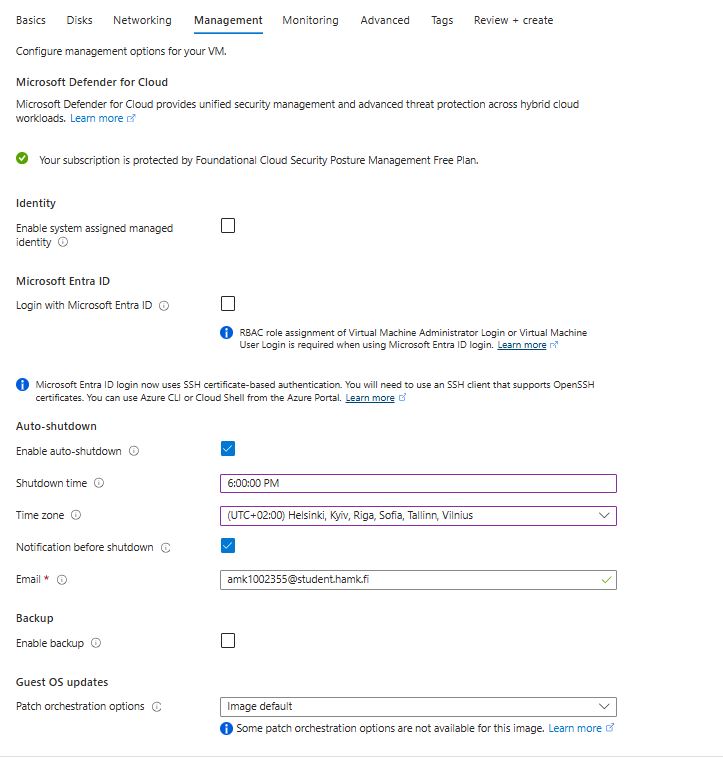 Basics Disks Networking Management Monitoring Advanced Tags Review + create
Configure management options for your VM.
Microsoft Defender for Cloud
Microsoft Defender for Cloud provides unified security management and advanced threat protection across hybrid cloud
workloads. Learn more
Your subscription is protected by Foundational Cloud Security Posture Management Free Plan.
Identity
Enable system assigned managed
identity
Microsoft Entra ID
Login with Microsoft Entra ID
RBAC role assignment of Virtual Machine Administrator Login or Virtual Machine
User Login is required when using Microsoft Entra ID login. Learn more
Microsoft Entra ID login now uses SSH certificate-based authentication. You will need to use an SSH client that supports OpenSSH
certificates. You can use Azure CLI or Cloud Shell from the Azure Portal. Learn more
Auto-shutdown
Enable auto-shutdown
Shutdown time 6:00:00 PM
Time zone (UTC+02:00) Helsinki, Kyiv, Riga, Sofia, Tallinn, Vilnius
Notification before shutdown
Email * amk1002355@student.hamk.fi
Backup
Enable backup
Guest OS updates
Patch orchestration options Image default
Some patch orchestration options are not available for this image. Learn more